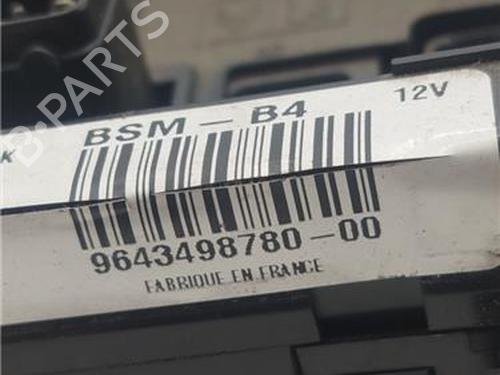 BSM-B4 12V
K
9643498780-00
FABRIQUE EN FRANCE
B-PARTS